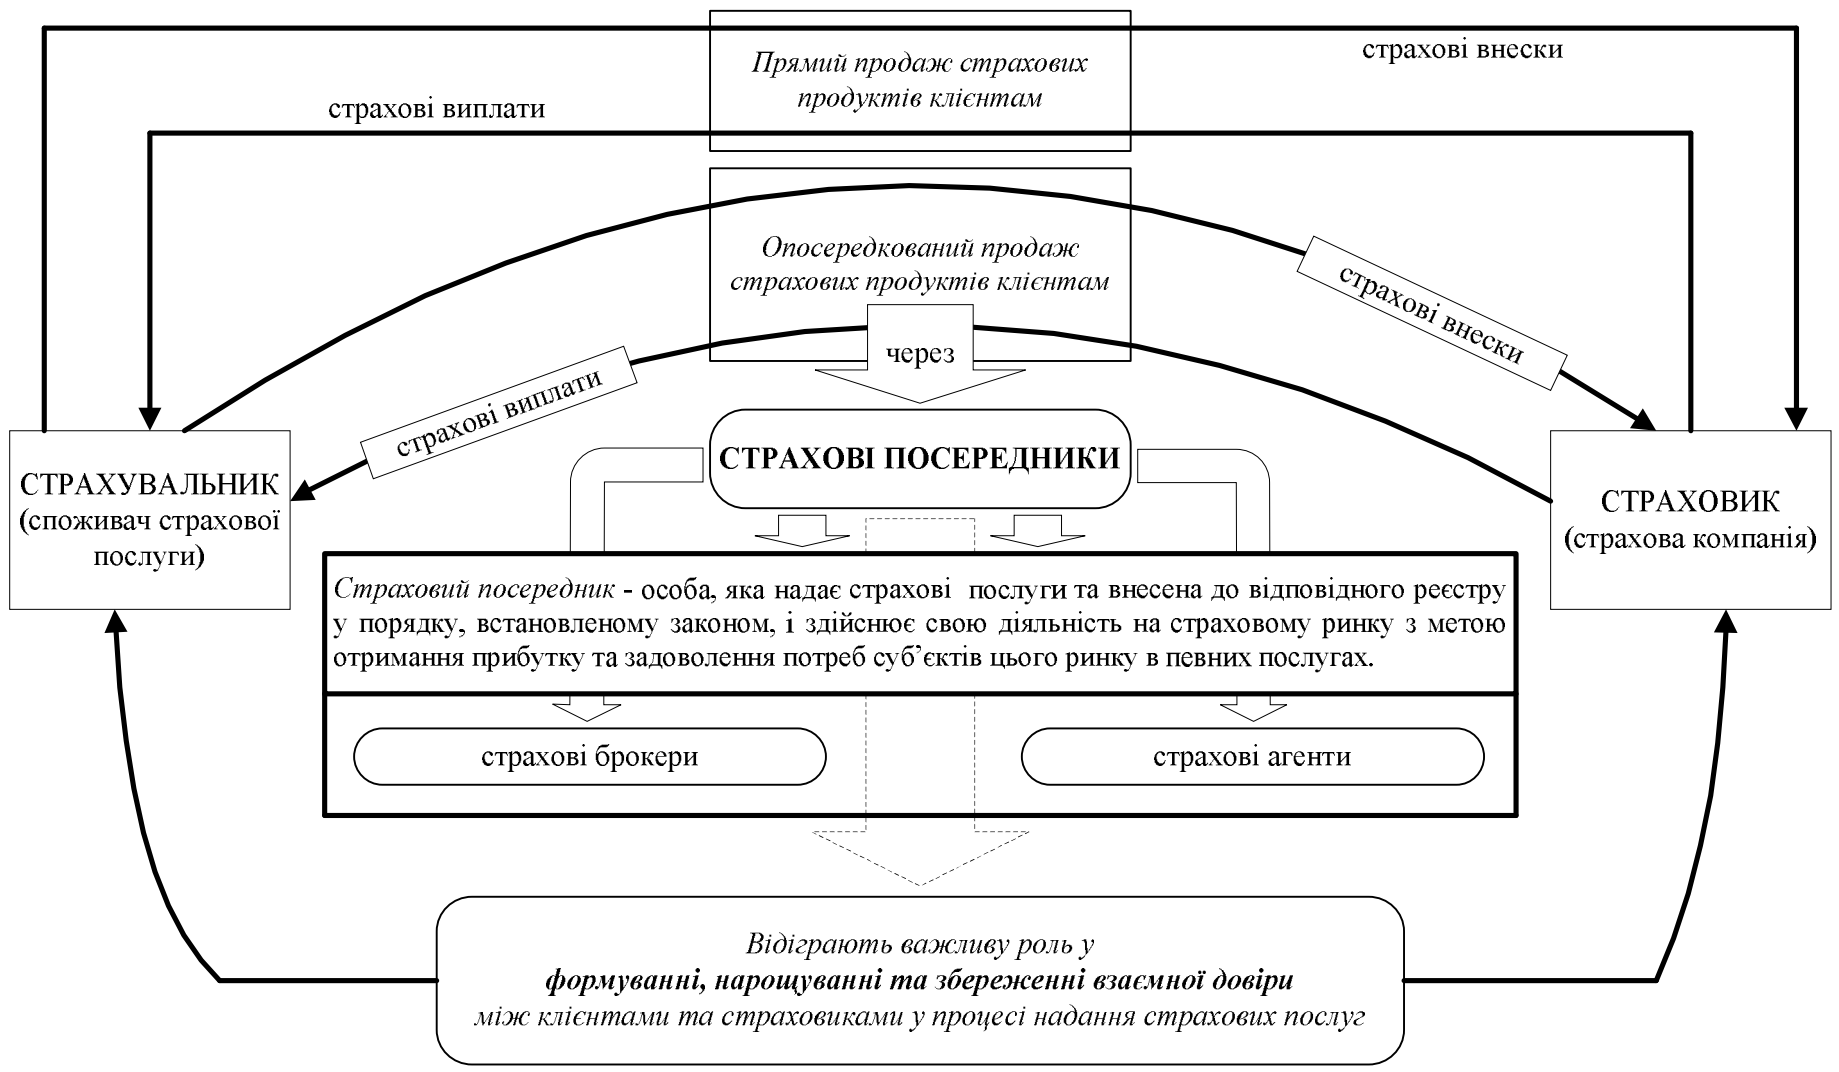 страхові внески
Прямий продаж страхових
продуктів клієнтам
страхові виплати
Опосередкований продаж
страхових продуктів клієнтам
страхові внески
через
страхові виплати
СТРАХОВІ ПОСЕРЕДНИКИ
СТРАХУВАЛЬНИК
(споживач страхової
послуги)
СТРАХОВИК
(страхова компанія)
Страховий посередник - особа, яка надає страхові послуги та внесена до відповідного реєстру
у порядку, встановленому законом, і здійснює свою діяльність на страховому ринку з метою
отримання прибутку та задоволення потреб суб’єктів цього ринку в певних послугах.
страхові брокери
страхові агенти
Відіграють важливу роль у
формуванні, нарощуванні та збереженні взаємної довіри
між клієнтами та страховиками у процесі надання страхових послуг